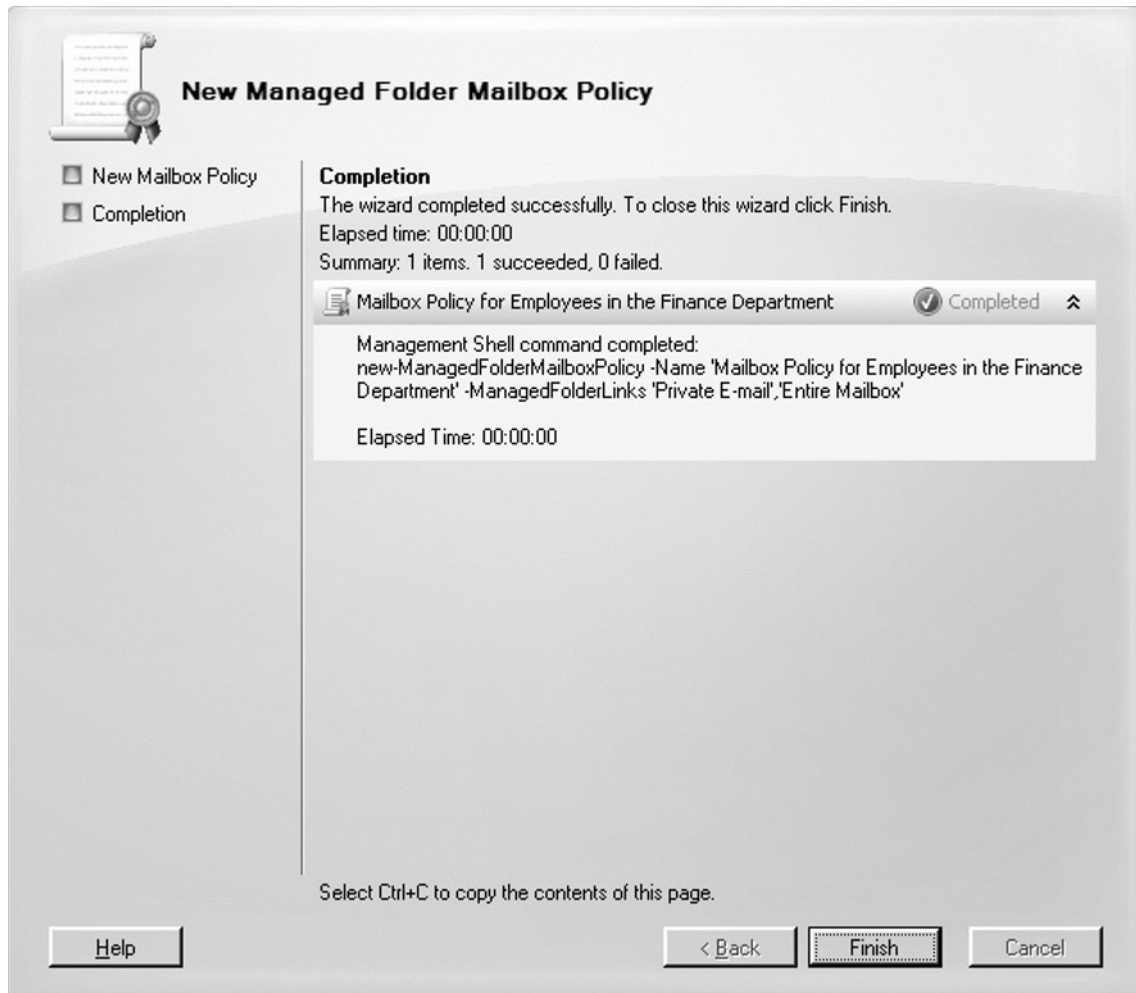 New Managed Folder Mailbox Policy
New Mailbox Policy
Completion
Completion
The wizard completed successfully. To close this wizard click Finish.
Elapsed time: 00:00:00
Summary: 1 items. 1 succeeded, 0 failed.
Mailbox Policy for Employees in the Finance Department Completed
Management Shell command completed:
new-ManagedFolderMailboxPolicy -Name 'Mailbox Policy for Employees in the Finance
Department' -ManagedFolderLinks 'Private E-mail','Entire Mailbox'
Elapsed Time: 00:00:00
Select Ctrl+C to copy the contents of this page.
Help < Back Finish Cancel